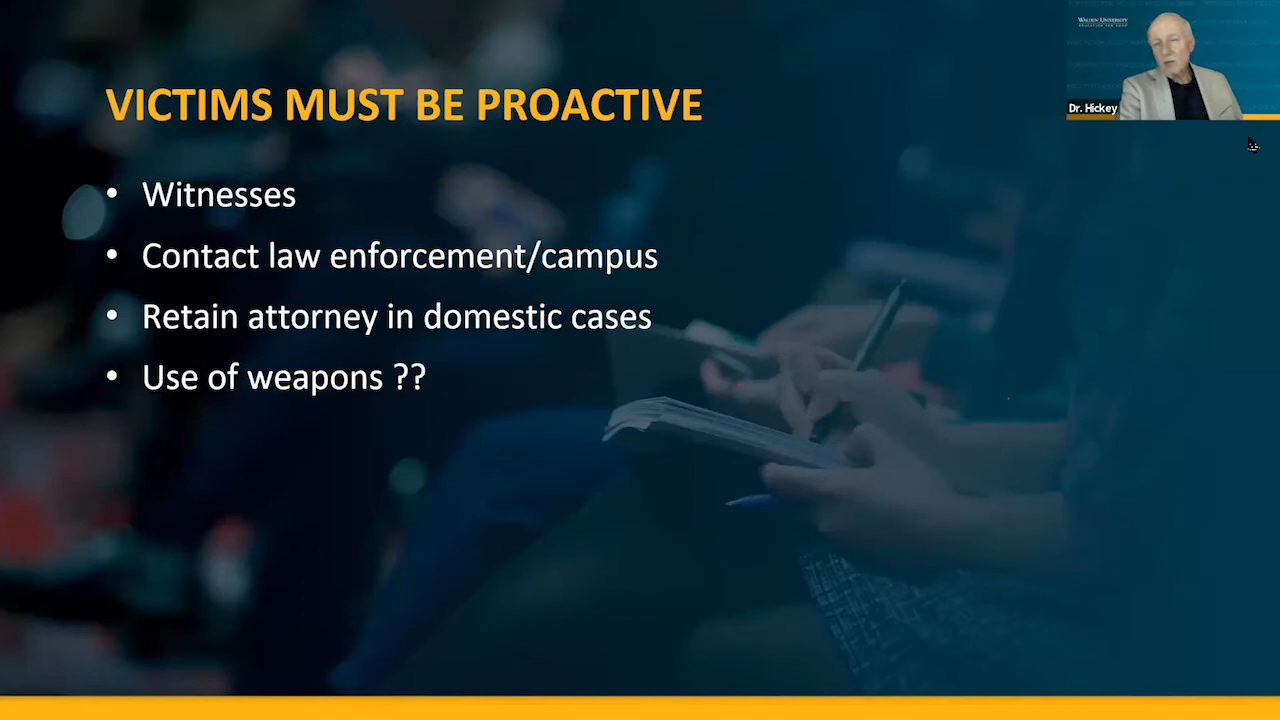 WALDEN UNIVERSITY
Dr. Hickey
VICTIMS MUST BE PROACTIVE
• Witnesses
• Contact law enforcement/campus
• Retain attorney in domestic cases
• Use of weapons ??